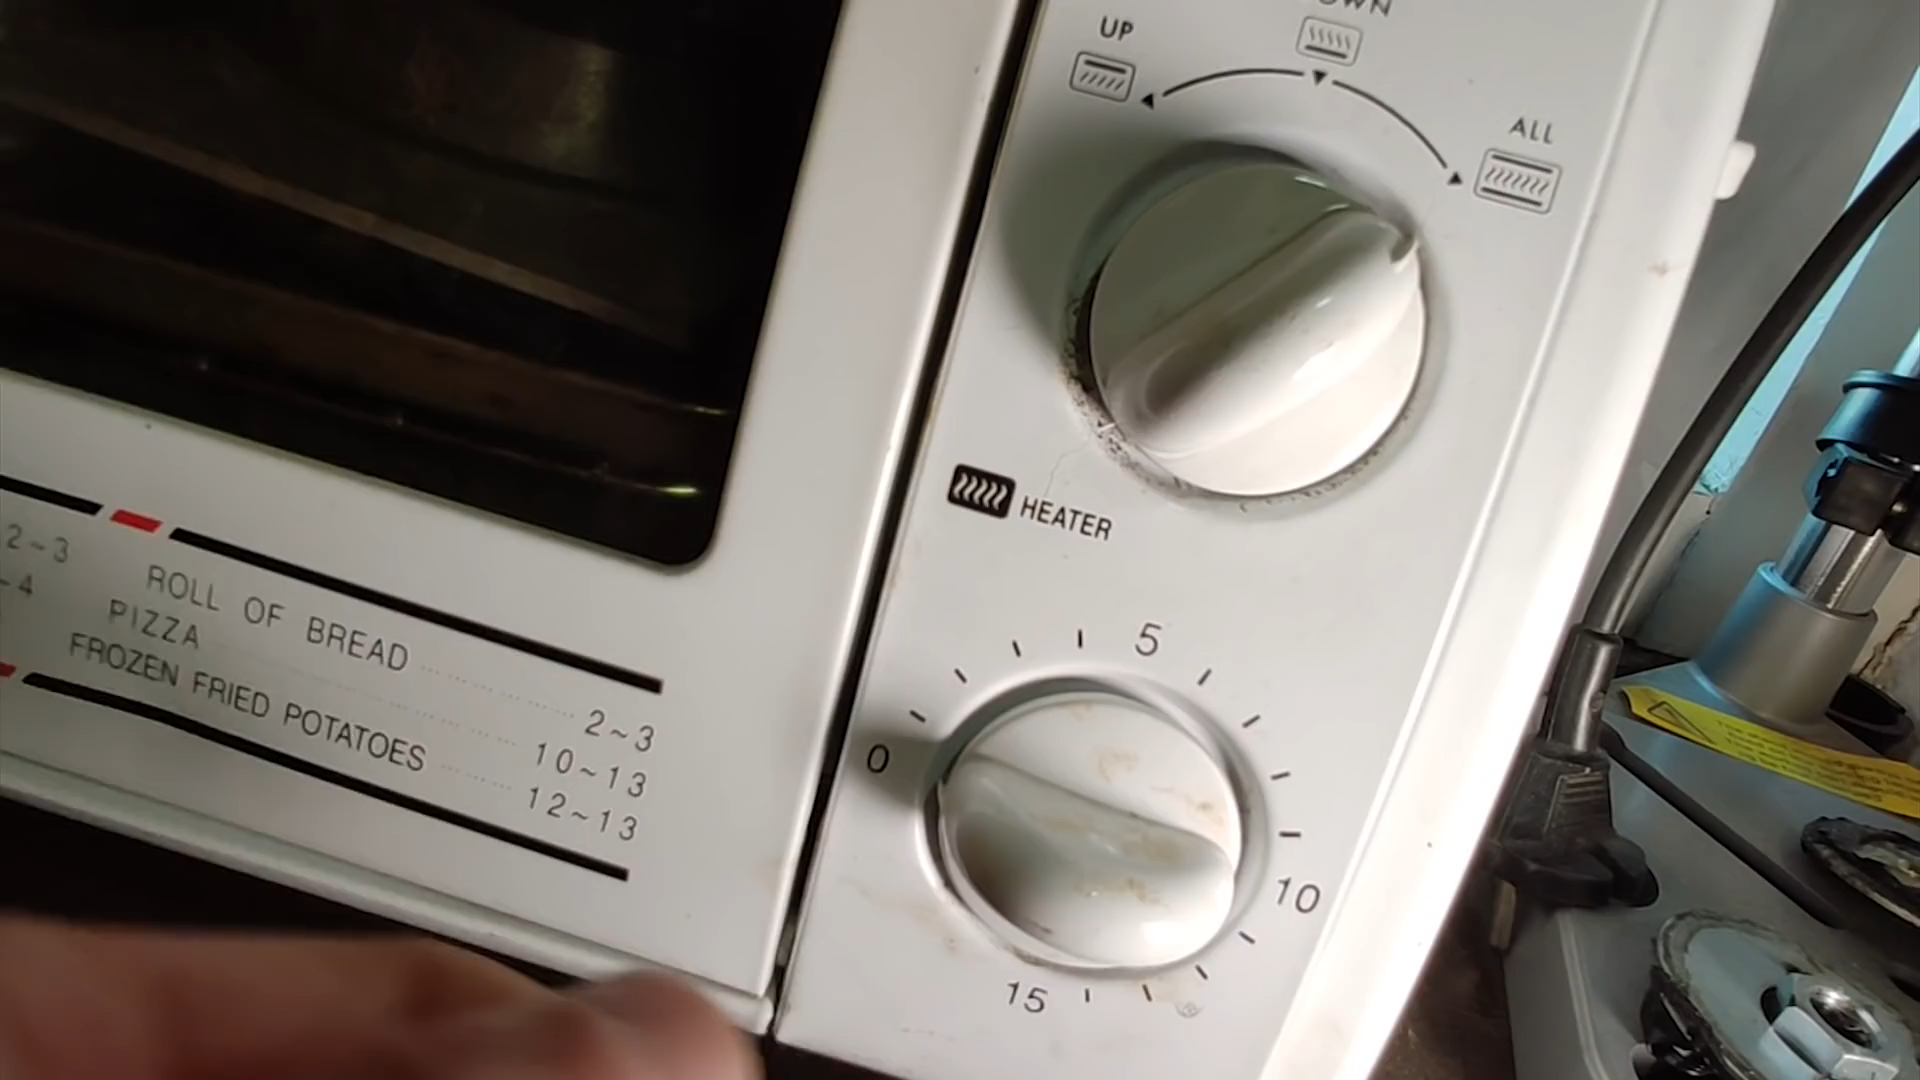 UP
ALL
HEATER
2~3
ROLL OF BREAD 2~3
PIZZA 10~13
FROZEN FRIED POTATOES 12~13
0
5
10
15